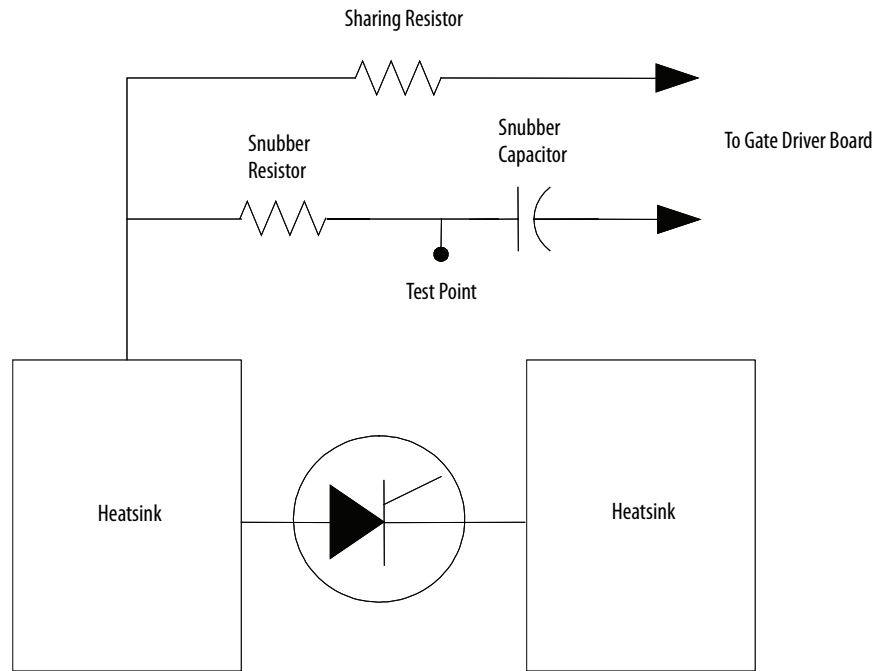 Sharing Resistor
Snubber
Resistor
Snubber
Capacitor
To Gate Driver Board
Test Point
Heatsink
Heatsink